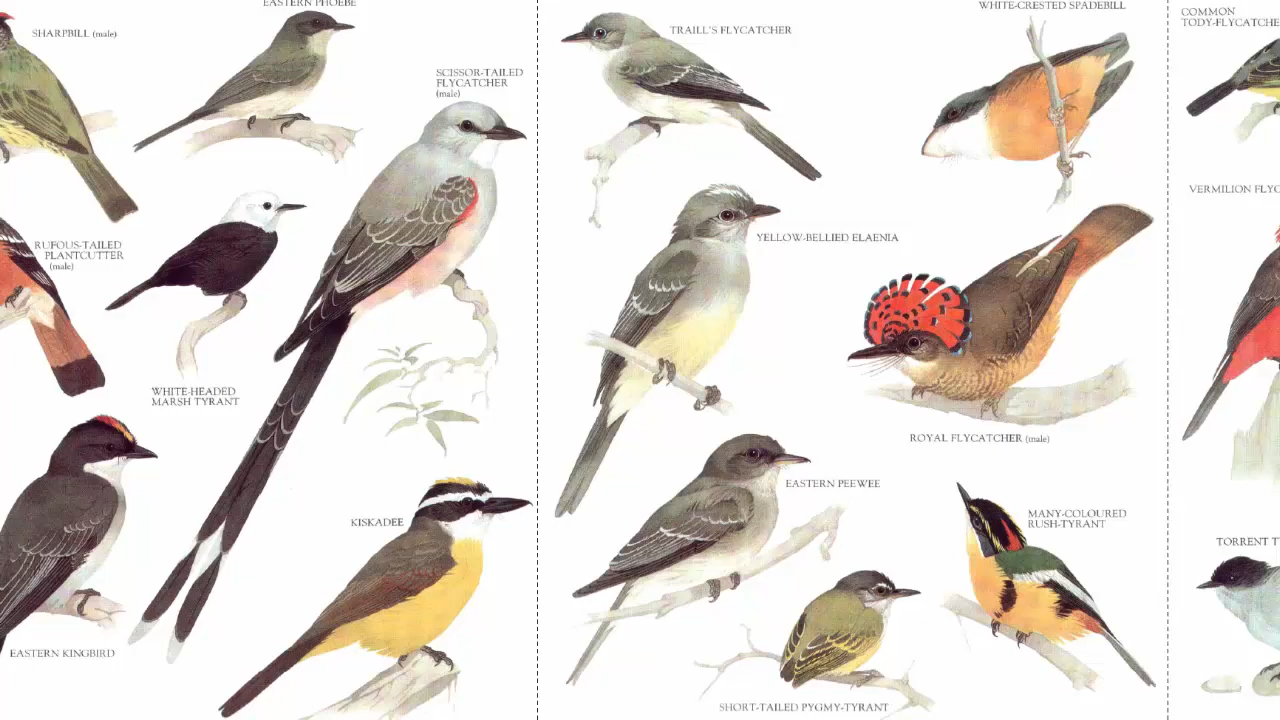 EASTERN PHOEBE
SHARPBILL (male)
SCISSOR-TAILED
FLYCATCHER
(male)
RUFOUS-TAILED
PLANTCUTTER
(male)
WHITE-HEADED
MARSH TYRANT
KISKADEE
EASTERN KINGBIRD
TRAILL'S FLYCATCHER
WHITE-CRESTED SPADEBILL
YELLOW-BELLIED ELAENIA
ROYAL FLYCATCHER (male)
EASTERN PEEWEE
MANY-COLOURED
RUSH-TYRANT
SHORT-TAILED PYGMY-TYRANT
COMMON
TODY-FLYCATCHE
VERMILION FLYC
TORRENT T